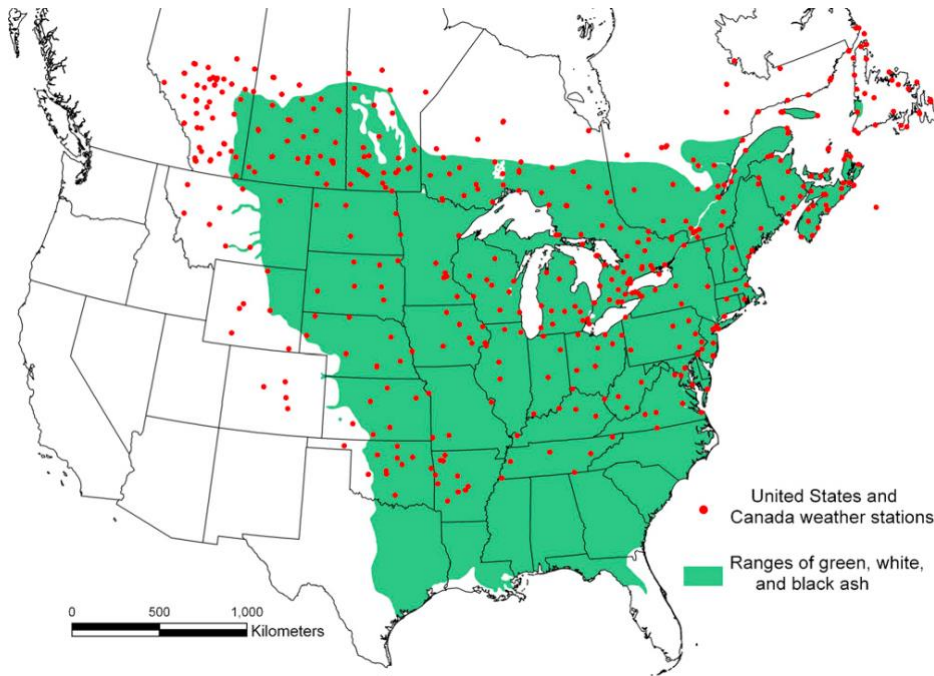 United States and
Canada weather stations
Ranges of green, white,
and black ash
0 500 1,000
Kilometers